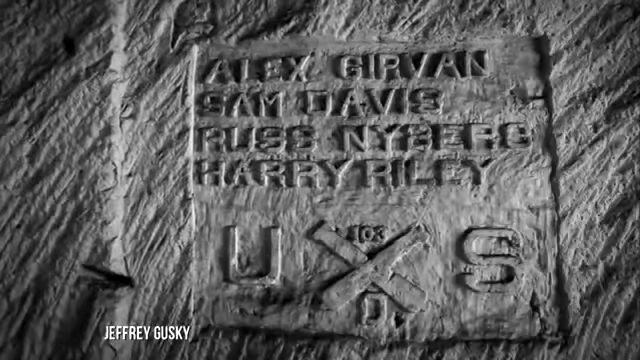 ALEX GIRVAN
SAM DAVIS
RUSS NYBERG
HARRY RILEY
U 103 S
D.
JEFFREY GUSKY